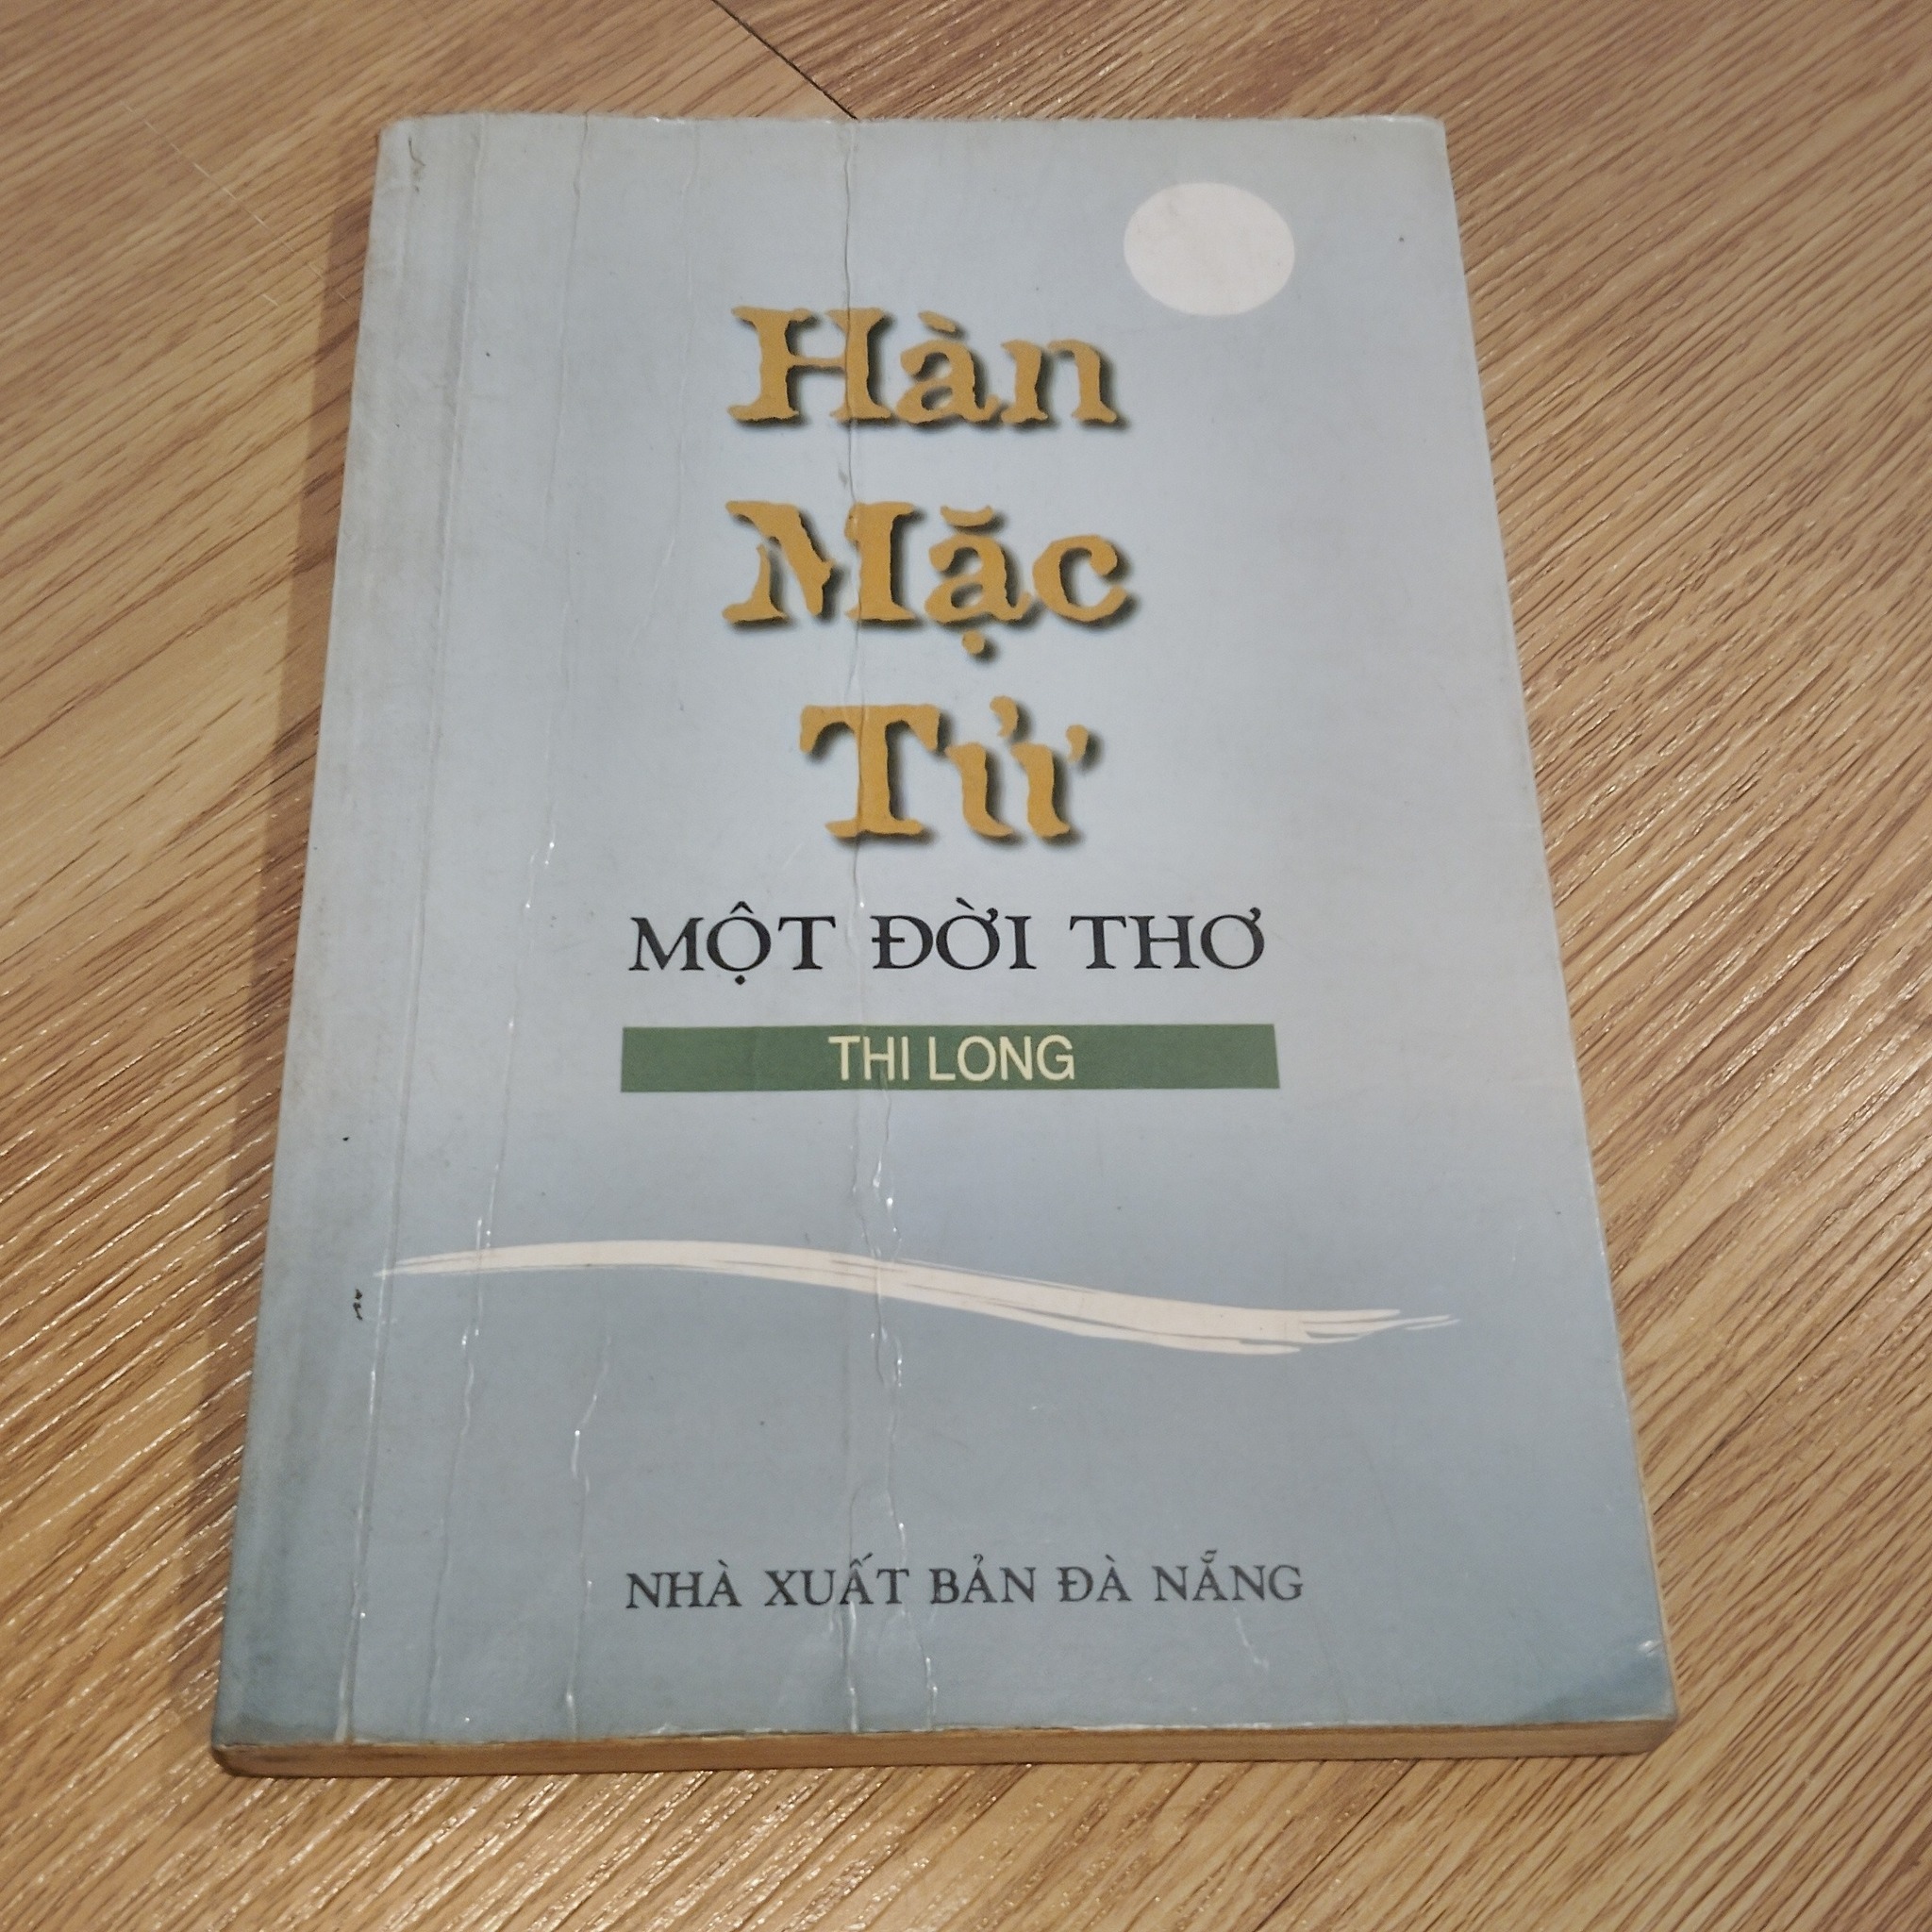 Hàn
Mặc
Tử
MỘT ĐỜI THƠ
THI LONG
NHÀ XUẤT BẢN ĐÀ NẴNG